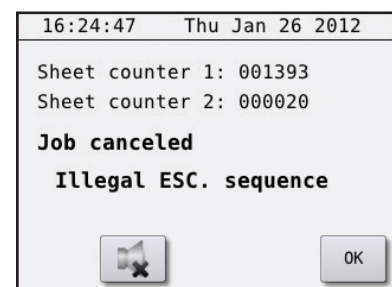 16:24:47 Thu Jan 26 2012
Sheet counter 1: 001393
Sheet counter 2: 000020
Job canceled
Illegal ESC. sequence
OK